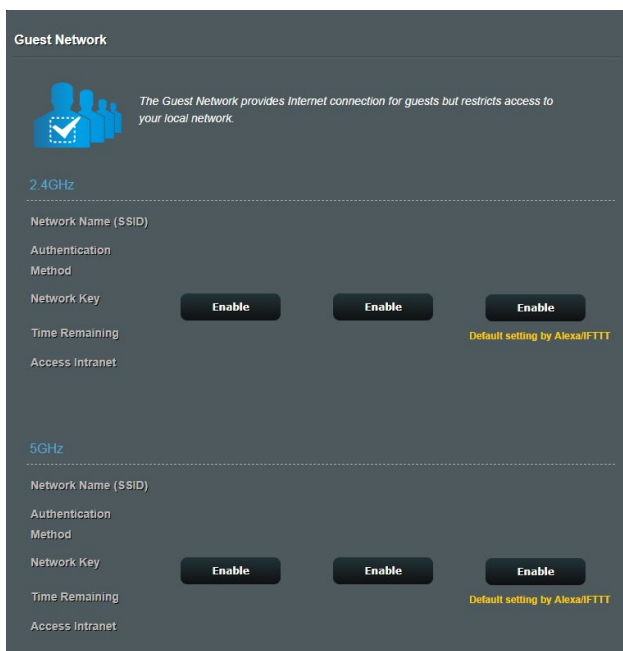 Guest Network
The Guest Network provides Internet connection for guests but restricts access to
your local network.
2.4GHz
Network Name (SSID)
Authentication
Method
Network Key
Enable Enable Enable
Time Remaining
Default setting by Alexa/IFTTT
Access Intranet
5GHz
Network Name (SSID)
Authentication
Method
Network Key
Enable Enable Enable
Time Remaining
Default setting by Alexa/IFTTT
Access Intranet